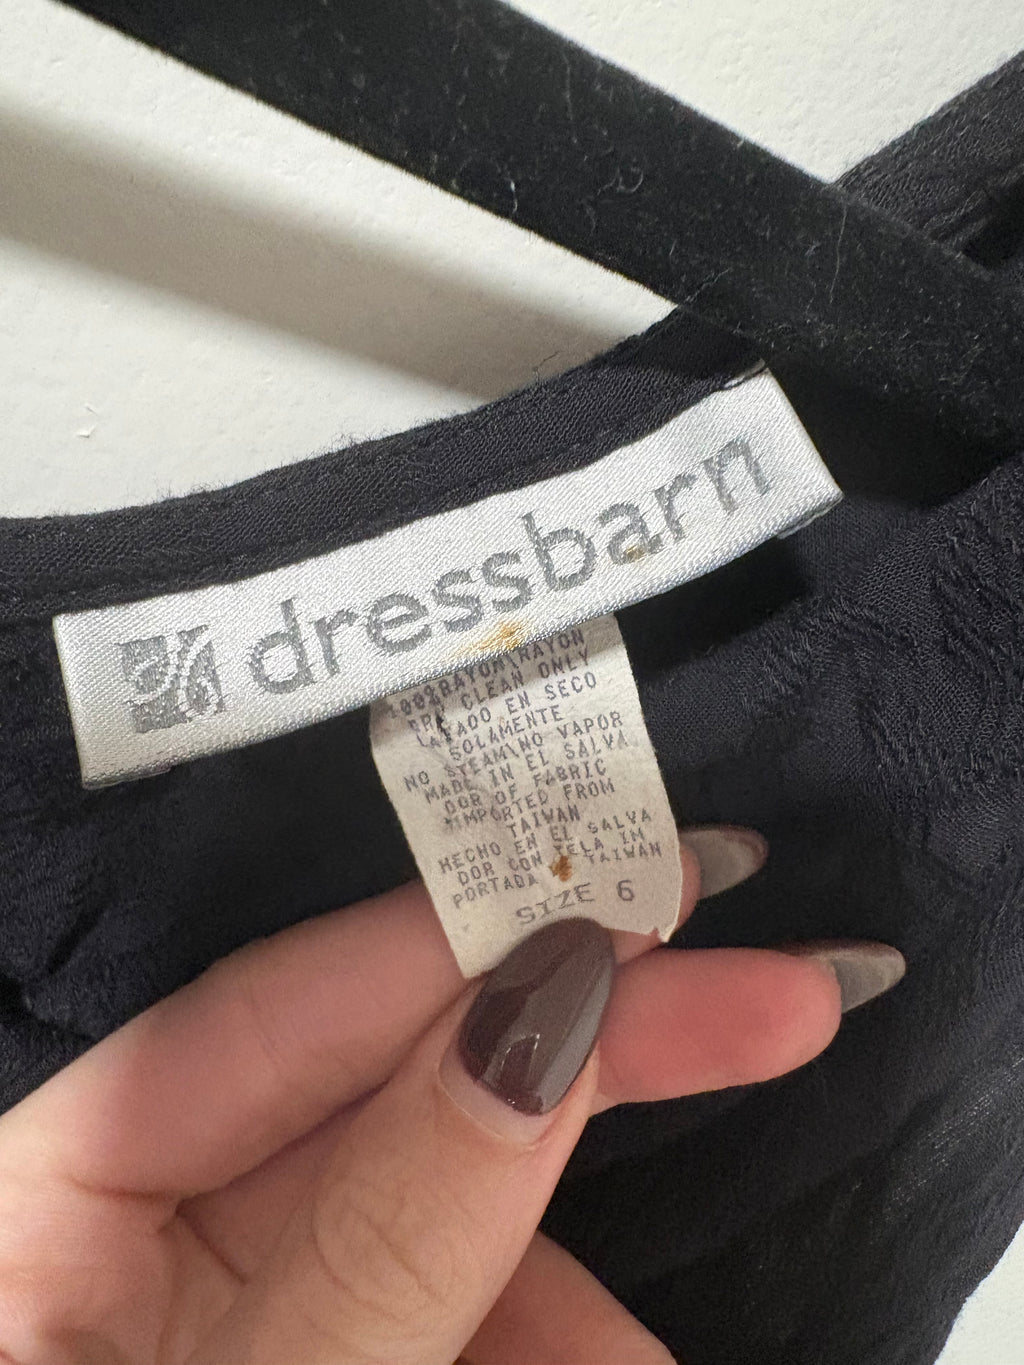 dressbarn
100%RAYON\RAYON
DRY CLEAN ONLY
LAVADO EN SECO
SOLAMENTE
NO STEAM\NO VAPOR
MADE IN EL SALVA
DOR OF FABRIC
IMPORTED FROM
TAIWAN
HECHO EN EL SALVA
DOR CON TELA IM
PORTADA TAIWAN
SIZE 6